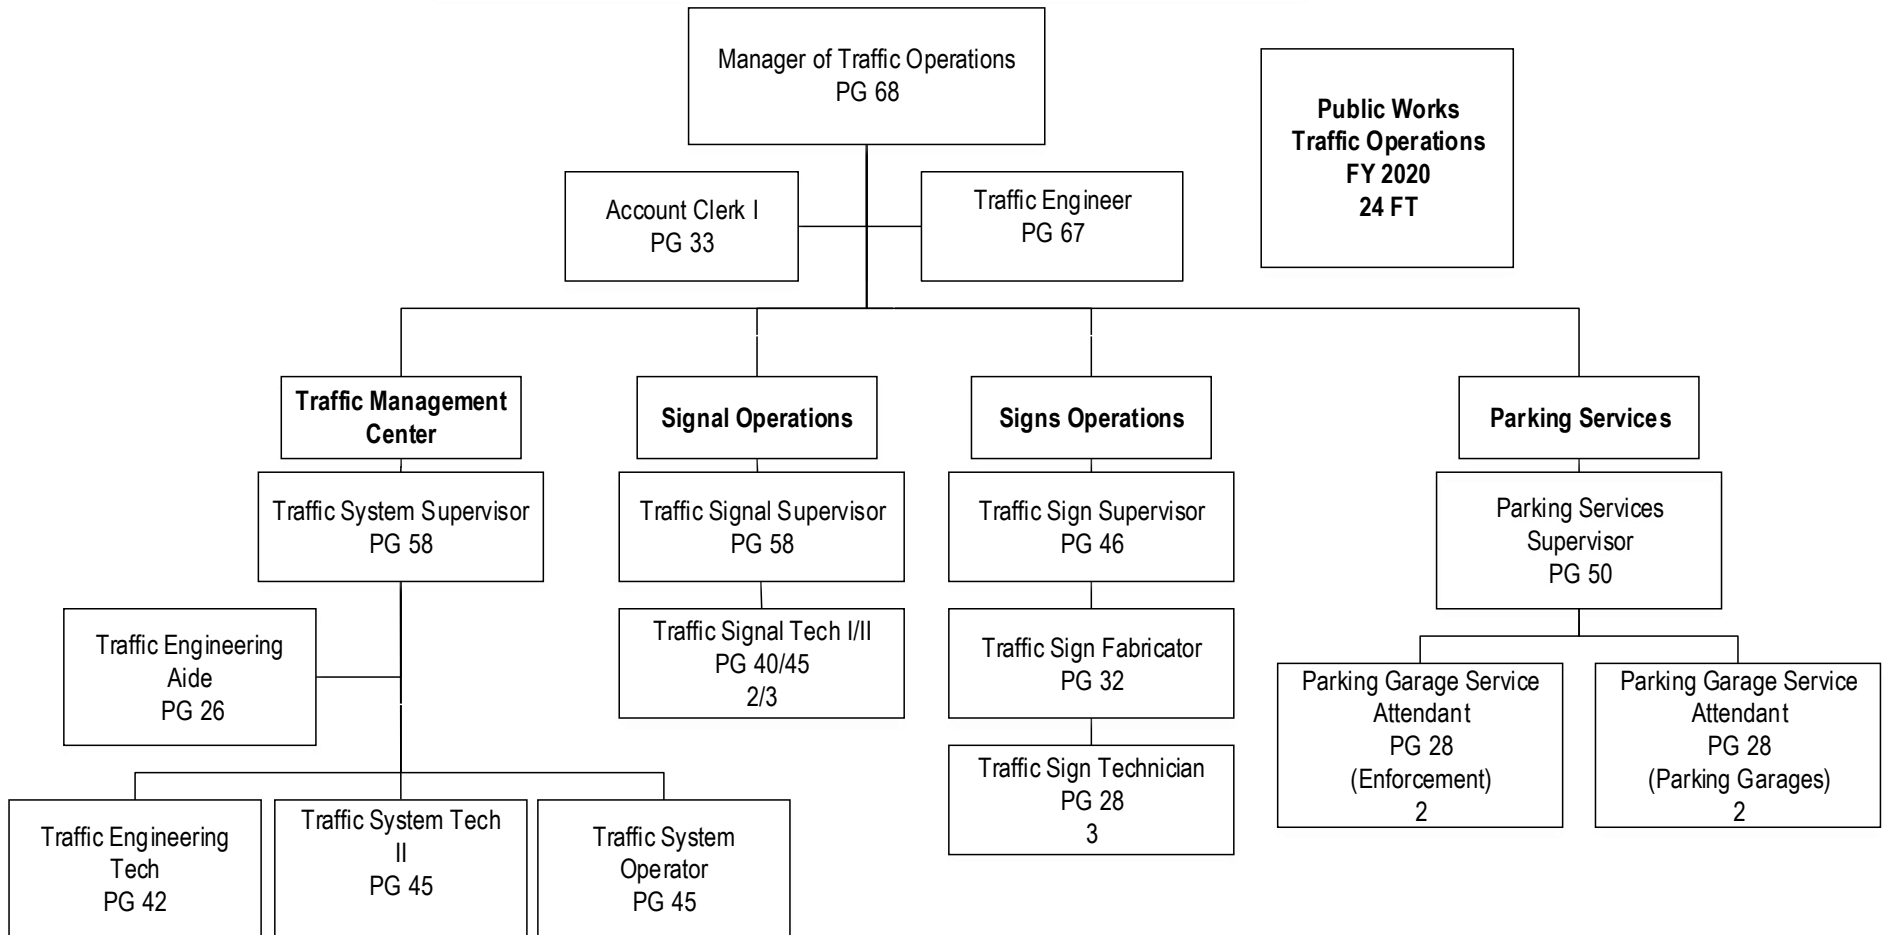 Manager of Traffic Operations
PG 68
Public Works
Traffic Operations
FY 2020
24 FT
Account Clerk I
PG 33
Traffic Engineer
PG 67
Traffic Management
Center
Signal Operations
Signs Operations
Parking Services
Traffic System Supervisor
PG 58
Traffic Signal Supervisor
PG 58
Traffic Sign Supervisor
PG 46
Parking Services
Supervisor
PG 50
Traffic Engineering
Aide
PG 26
Traffic Signal Tech I/II
PG 40/45
2/3
Traffic Sign Fabricator
PG 32
Parking Garage Service
Attendant
PG 28
(Enforcement)
2
Parking Garage Service
Attendant
PG 28
(Parking Garages)
2
Traffic Sign Technician
PG 28
3
Traffic Engineering
Tech
PG 42
Traffic System Tech
II
PG 45
Traffic System
Operator
PG 45